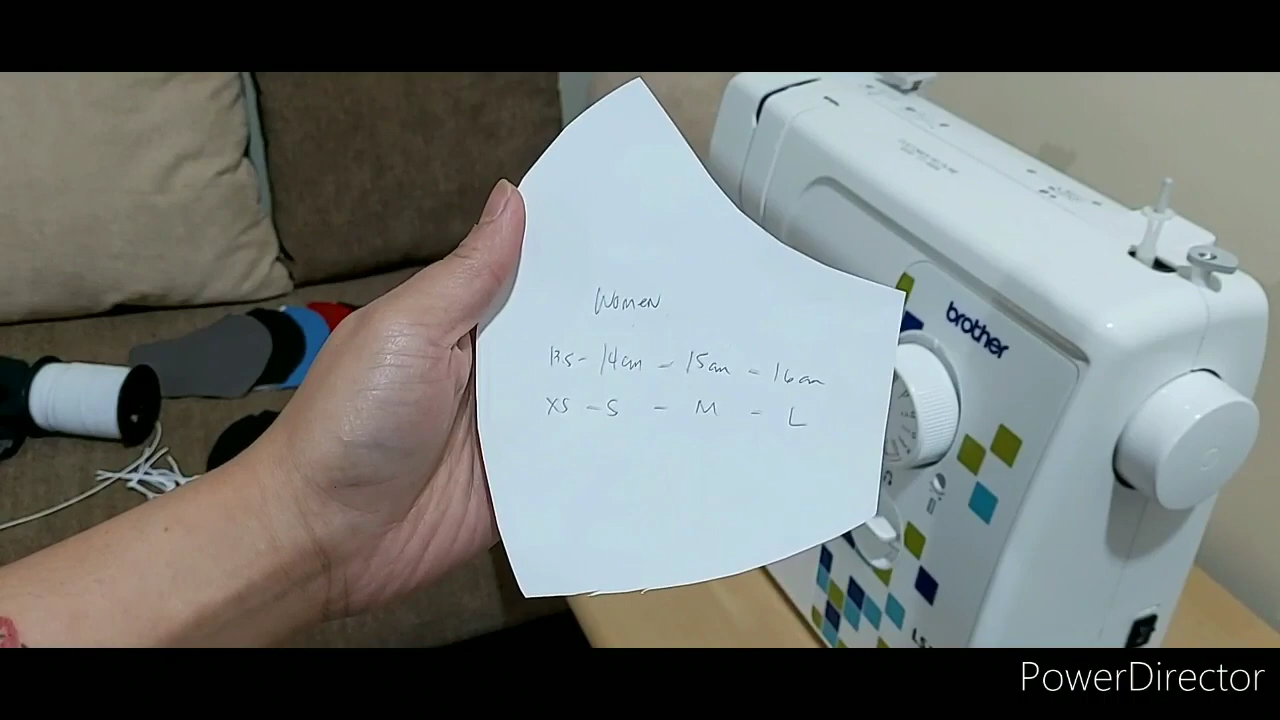 Women
13.5 - 14cm - 15cm - 16cm
XS - S - M - L
brother
PowerDirector